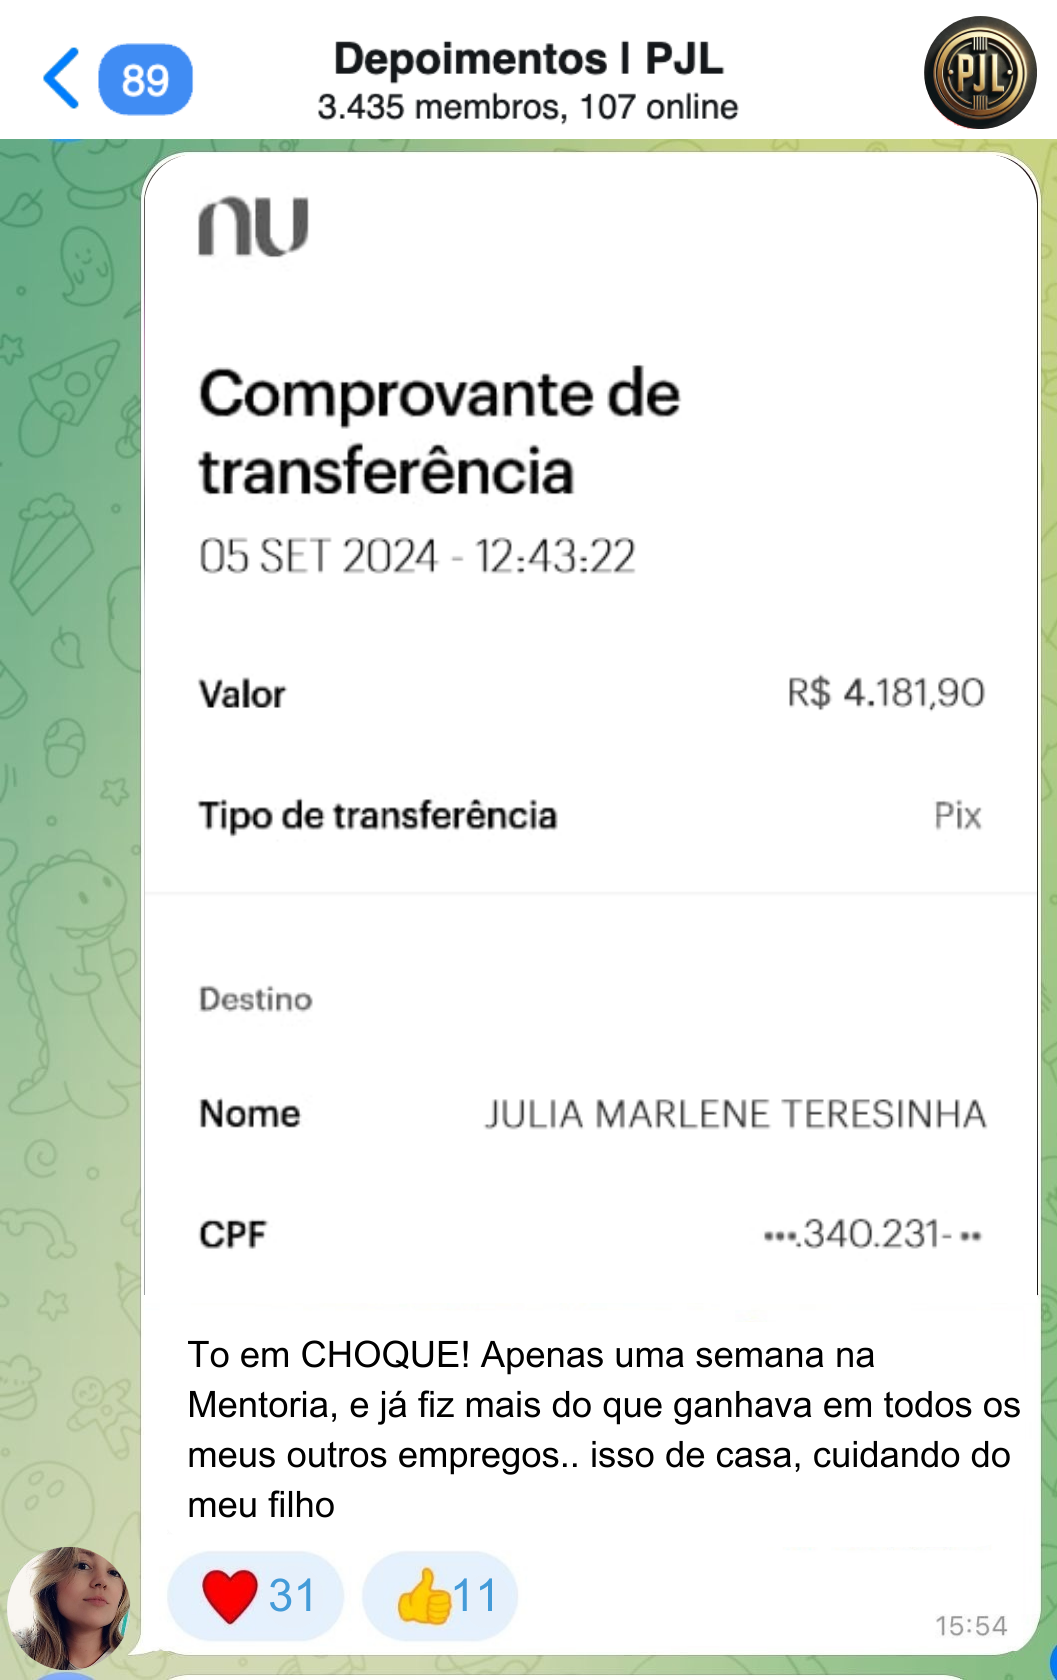 89
Depoimentos | PJL
3.435 membros, 107 online
PJL
nu
Comprovante de
transferência
05 SET 2024 - 12:43:22
Valor R$ 4.181,90
Tipo de transferência Pix
Destino
Nome JULIA MARLENE TERESINHA
CPF •••.340.231-••
To em CHOQUE! Apenas uma semana na
Mentoria, e já fiz mais do que ganhava em todos os
meus outros empregos.. isso de casa, cuidando do
meu filho
❤️ 31 👍 11
15:54